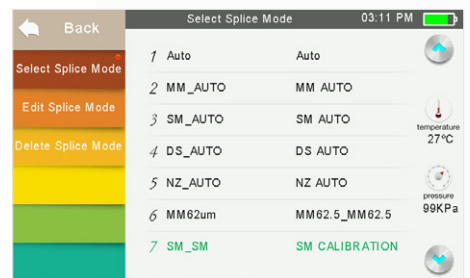 Back
Select Splice Mode
03:11 PM
Select Splice Mode
Edit Splice Mode
Delete Splice Mode
1 Auto Auto
2 MM_AUTO MM AUTO
3 SM_AUTO SM AUTO
4 DS_AUTO DS AUTO
5 NZ_AUTO NZ AUTO
6 MM62um MM62.5_MM62.5
7 SM_SM SM CALIBRATION
temperature
27°C
pressure
99KPa